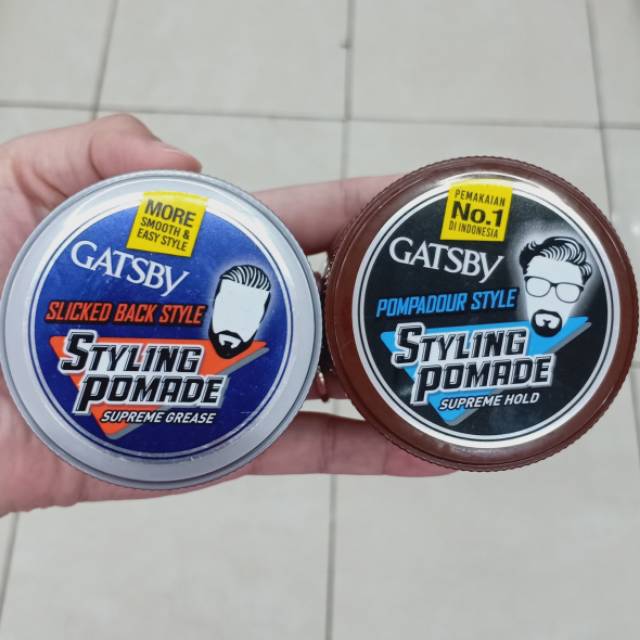 MORE
SMOOTH &
EASY STYLE
GATSBY
SLICKED BACK STYLE
STYLING
POMADE
SUPREME GREASE
PEMAKAIAN
No.1
DI INDONESIA
GATSBY
POMPADOUR STYLE
STYLING
POMADE
SUPREME HOLD